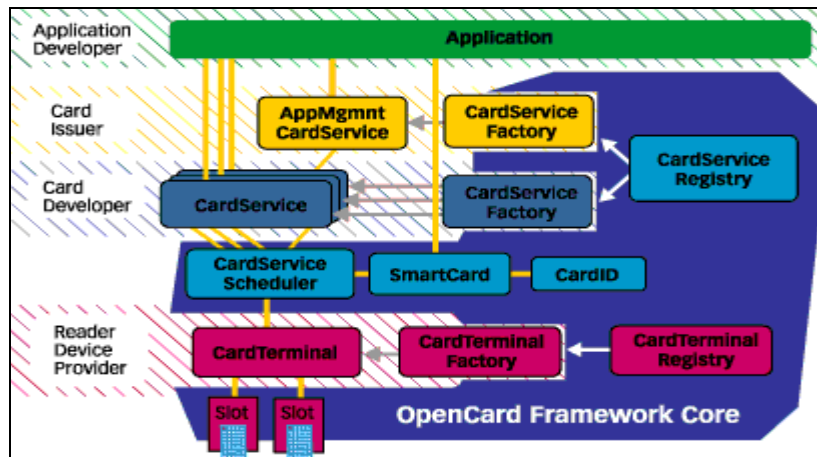 Application
Developer
Application
Card
Issuer
AppMgmnt
CardService
CardService
Factory
CardService
Registry
Card
Developer
CardService
CardService
Factory
CardService
Scheduler
SmartCard
CardID
Reader
Device
Provider
CardTerminal
CardTerminal
Factory
CardTerminal
Registry
Slot
Slot
OpenCard Framework Core